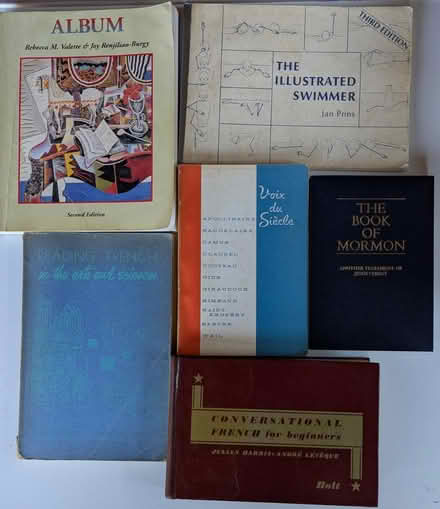 ALBUM
Rebecca M. Valette & Joy Renjilian-Burgy
Second Edition
THIRD EDITION
THE
ILLUSTRATED
SWIMMER
Jan Prins
Voix
du
Siècle
APOLLINAIRE
BAUDELAIRE
CAMUS
CLAUDEL
COCTEAU
GIDE
GIRAUDOUX
RIMBAUD
SAINT
EXUPÉRY
SARTRE
WEIL
THE
BOOK
OF
MORMON
ANOTHER TESTAMENT OF
JESUS CHRIST
READING FRENCH
in the arts and sciences
CONVERSATIONAL
FRENCH for beginners
JULIAN HARRIS · ANDRÉ LÉVÊQUE
Holt